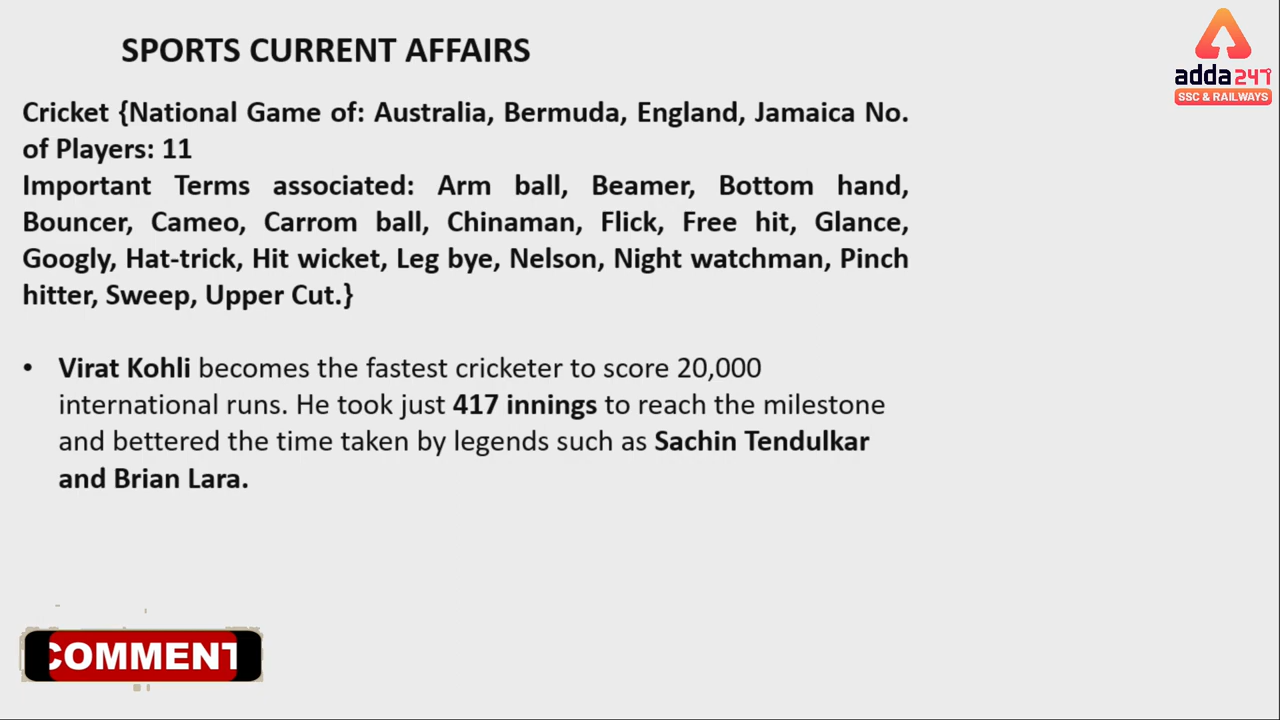 SPORTS CURRENT AFFAIRS
adda247
SSC & RAILWAYS
Cricket {National Game of: Australia, Bermuda, England, Jamaica No.
of Players: 11
Important Terms associated: Arm ball, Beamer, Bottom hand,
Bouncer, Cameo, Carrom ball, Chinaman, Flick, Free hit, Glance,
Googly, Hat-trick, Hit wicket, Leg bye, Nelson, Night watchman, Pinch
hitter, Sweep, Upper Cut.}
• Virat Kohli becomes the fastest cricketer to score 20,000
international runs. He took just 417 innings to reach the milestone
and bettered the time taken by legends such as Sachin Tendulkar
and Brian Lara.
COMMENT